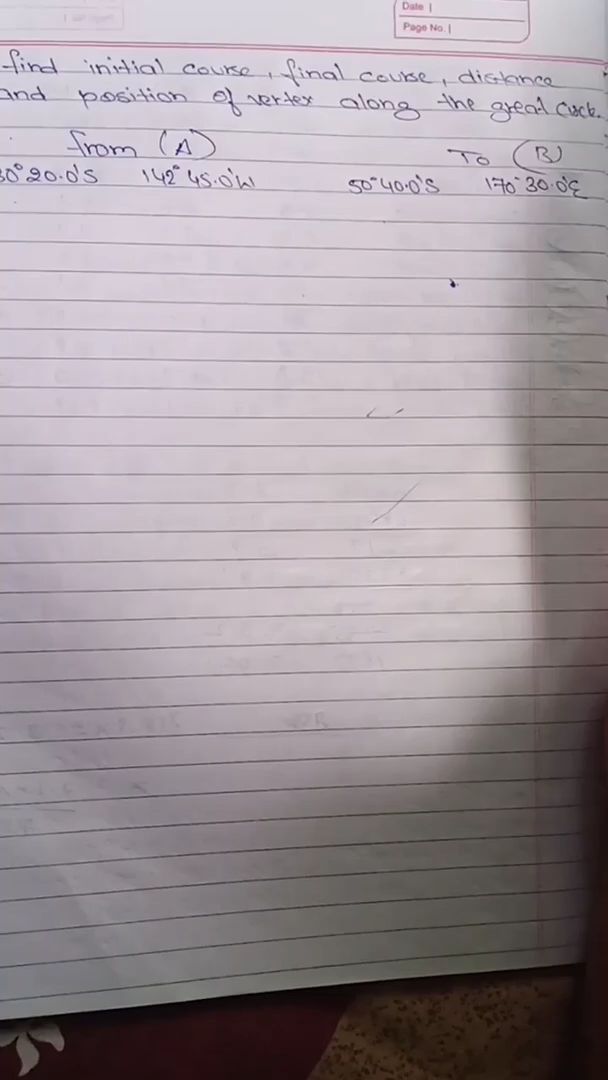 Date |
Page No. |
find initial course, final course, distance
and position of vertex along the great
from (A) To (B)
30°20.0'S 142°45.0'W 50°40.0'S 170°30.0'E